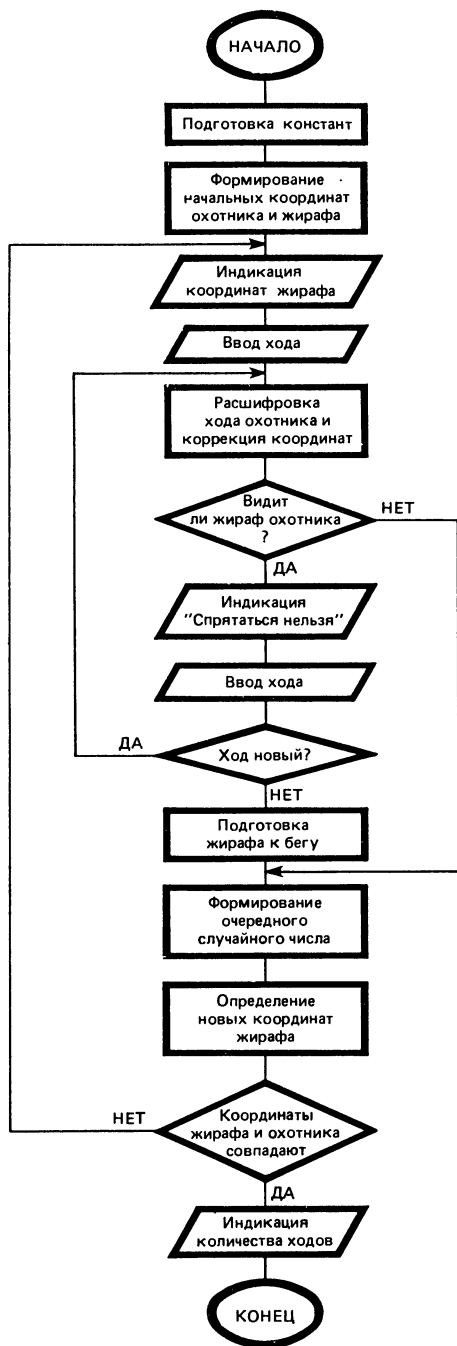 НАЧАЛО
Подготовка констант
Формирование
начальных координат
охотника и жирафа
Индикация
координат жирафа
Ввод хода
Расшифровка
хода охотника и
коррекция координат
Видит
ли жираф охотника
?
НЕТ
ДА
Индикация
"Спрятаться нельзя"
Ввод хода
ДА
Ход новый?
НЕТ
Подготовка
жирафа к бегу
Формирование
очередного
случайного числа
Определение
новых координат
жирафа
НЕТ
Координаты
жирафа и охотника
совпадают
ДА
Индикация
количества ходов
КОНЕЦ